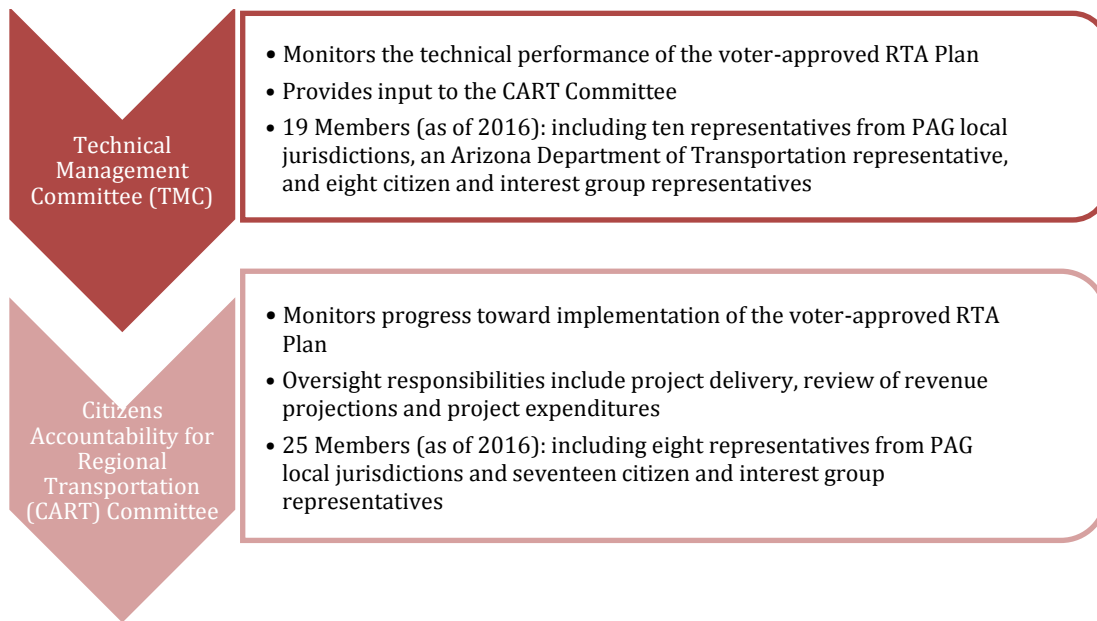 Technical
Management
Committee (TMC)
• Monitors the technical performance of the voter-approved RTA Plan
• Provides input to the CART Committee
• 19 Members (as of 2016): including ten representatives from PAG local
jurisdictions, an Arizona Department of Transportation representative,
and eight citizen and interest group representatives
Citizens
Accountability for
Regional
Transportation
(CART) Committee
• Monitors progress toward implementation of the voter-approved RTA
Plan
• Oversight responsibilities include project delivery, review of revenue
projections and project expenditures
• 25 Members (as of 2016): including eight representatives from PAG
local jurisdictions and seventeen citizen and interest group
representatives